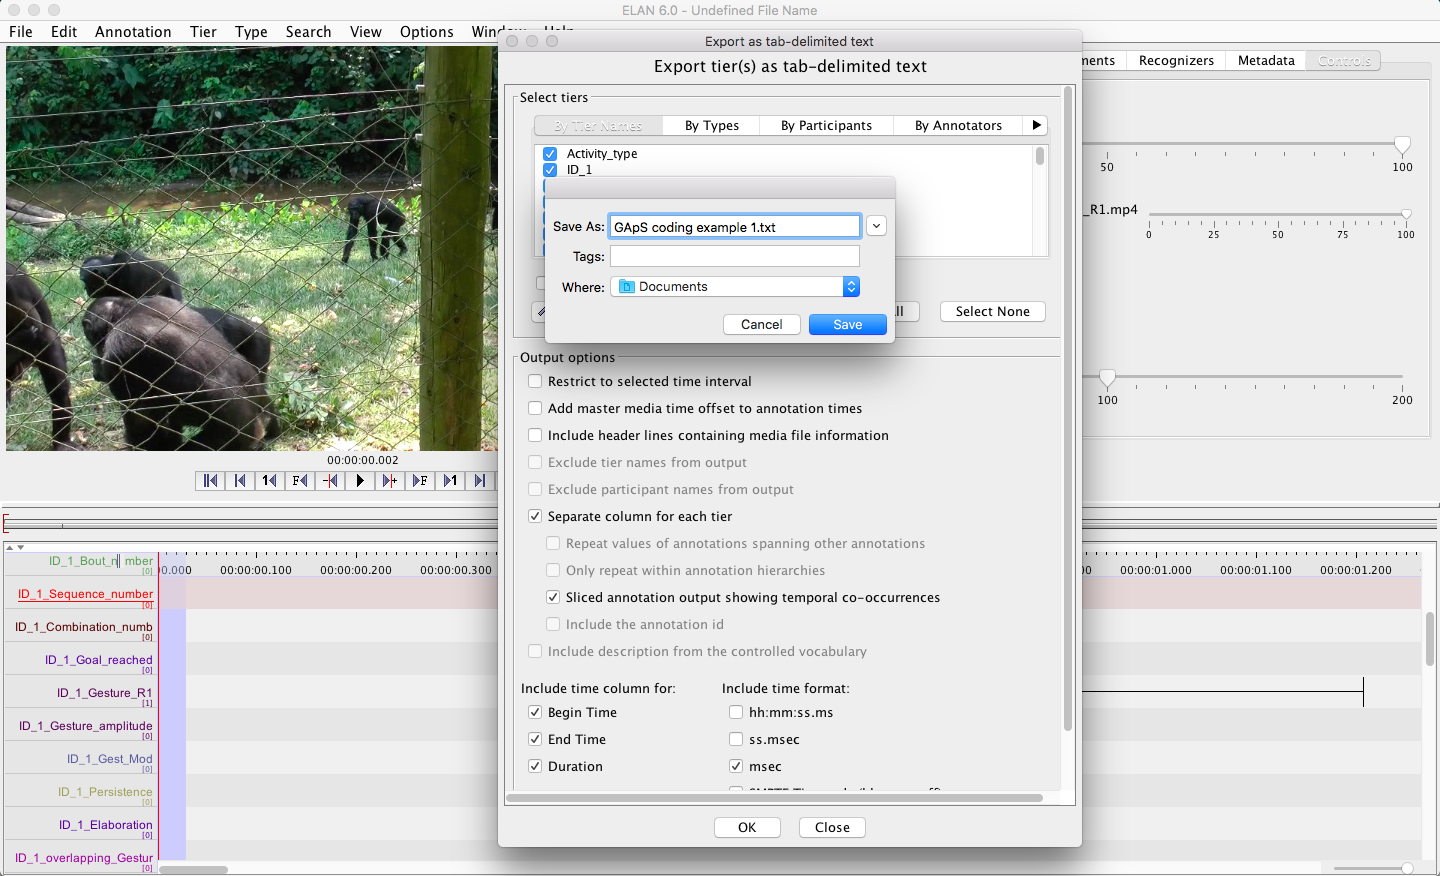 ELAN 6.0 - Undefined File Name
File Edit Annotation Tier Type Search View Options
Export as tab-delimited text
Export tier(s) as tab-delimited text
Recognizers Metadata Controls
Select tiers
By Tier Names By Types By Participants By Annotators
Activity_type
ID_1
50 100
_R1.mp4
0 25 50 75 100
Save As: GApS coding example 1.txt
Tags:
Where: Documents
Cancel Save
Select None
100 200
Output options
Restrict to selected time interval
Add master media time offset to annotation times
Include header lines containing media file information
Exclude tier names from output
Exclude participant names from output
Separate column for each tier
Repeat values of annotations spanning other annotations
Only repeat within annotation hierarchies
Sliced annotation output showing temporal co-occurrences
Include the annotation id
Include description from the controlled vocabulary
Include time column for: Include time format:
Begin Time hh:mm:ss.ms
End Time ss.msec
Duration msec
OK Close
00:00:00.002
1 F F 1
00:00:00.100 00:00:00.200 00:00:00.300 00:00:01.000 00:00:01.100 00:00:01.200
ID_1_Bout_n mber
[0]
ID_1_Sequence_number
[0]
ID_1_Combination_numb
[0]
ID_1_Goal_reached
[0]
ID_1_Gesture_R1
[1]
ID_1_Gesture_amplitude
[0]
ID_1_Gest_Mod
[0]
ID_1_Persistence
[0]
ID_1_Elaboration
[0]
ID_1_overlapping_Gestur
[0]